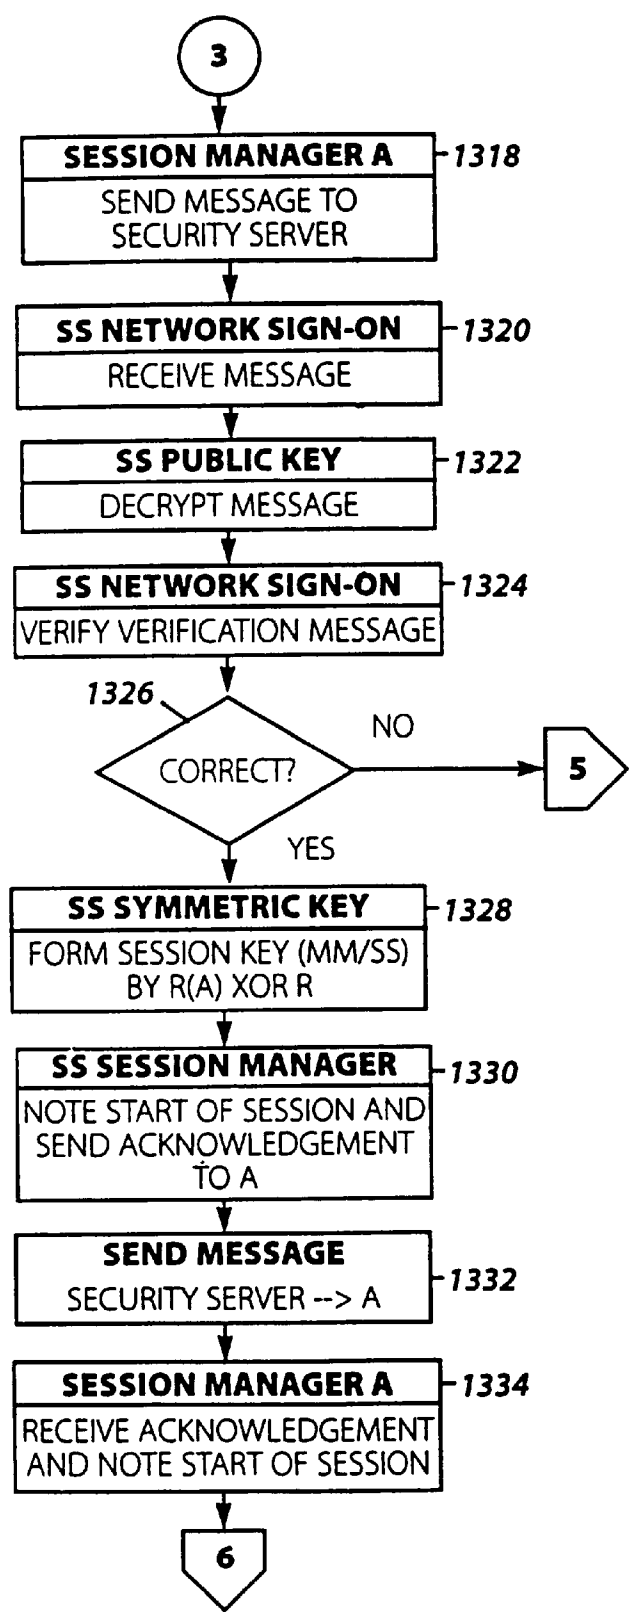 3
SESSION MANAGER A
1318
SEND MESSAGE TO
SECURITY SERVER
SS NETWORK SIGN-ON
1320
RECEIVE MESSAGE
SS PUBLIC KEY
1322
DECRYPT MESSAGE
SS NETWORK SIGN-ON
1324
VERIFY VERIFICATION MESSAGE
1326
NO
CORRECT?
5
YES
SS SYMMETRIC KEY
1328
FORM SESSION KEY (MM/SS)
BY R(A) XOR R
SS SESSION MANAGER
1330
NOTE START OF SESSION AND
SEND ACKNOWLEDGEMENT
TO A
SEND MESSAGE
1332
SECURITY SERVER --> A
SESSION MANAGER A
1334
RECEIVE ACKNOWLEDGEMENT
AND NOTE START OF SESSION
6